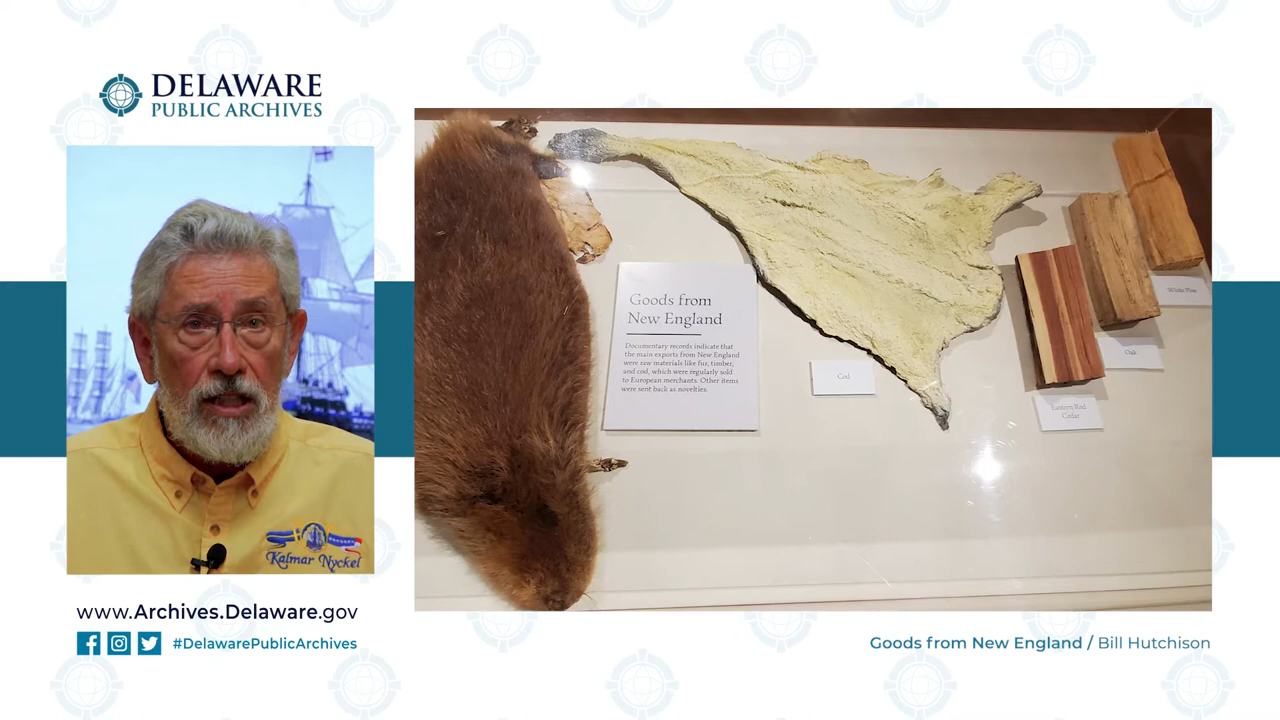 DELAWARE
PUBLIC ARCHIVES
Goods from
New England
Documentary records indicate that
the main exports from New England
were raw materials like fur, timber,
and cod, which were regularly sold
to European merchants. Other items
were sent back as novelties.
Cod
White Pine
Oak
Eastern Red
Cedar
Kalmar Nyckel
www.Archives.Delaware.gov
#DelawarePublicArchives
Goods from New England / Bill Hutchison